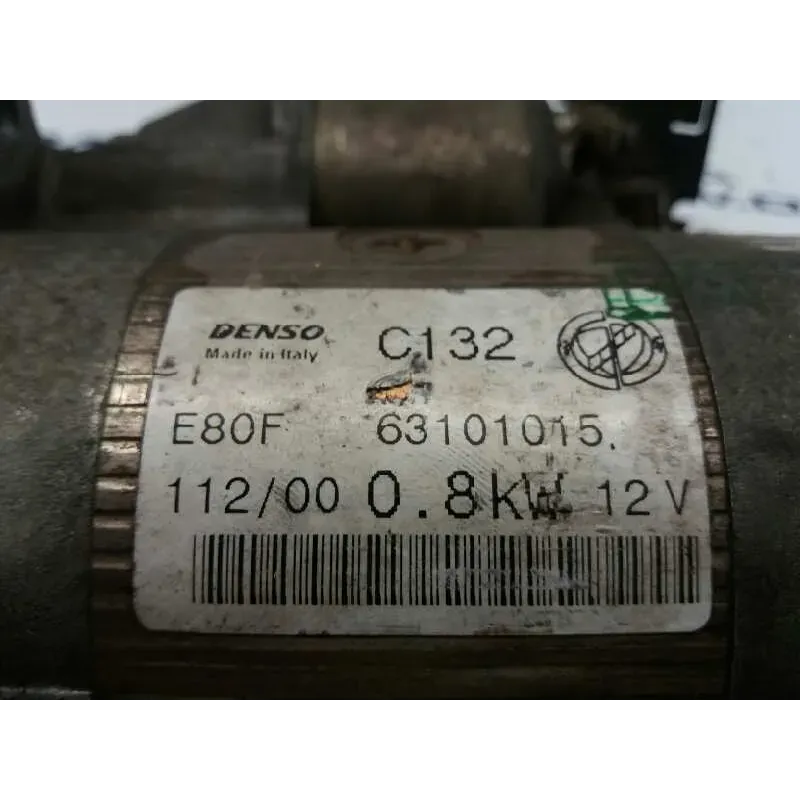 DENSO C132
Made in Italy
E80F 63101015.
112/00 0.8kW 12V